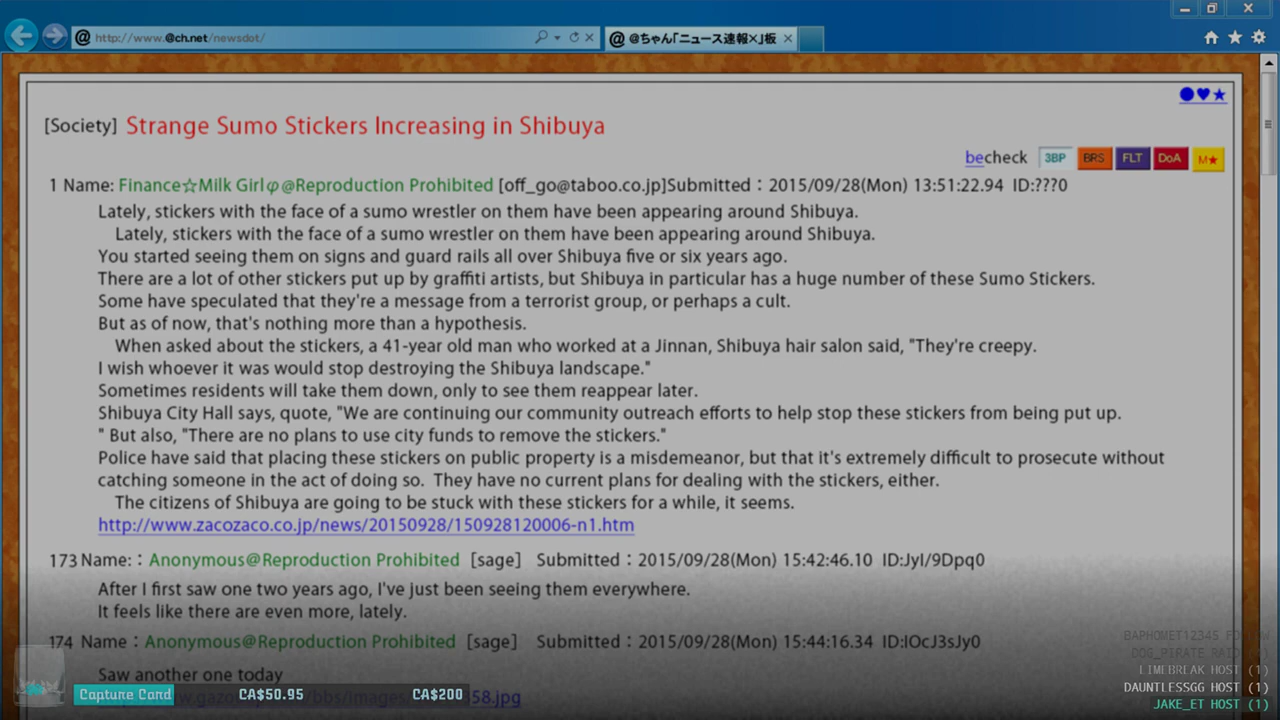 http://www.@ch.net/newsdot/
@ちゃん「ニュース速報×」板
●♥★
[Society] Strange Sumo Stickers Increasing in Shibuya
becheck 3BP BRS FLT DoA M★
1 Name: Finance☆Milk Girlφ@Reproduction Prohibited [off_go@taboo.co.jp]Submitted：2015/09/28(Mon) 13:51:22.94 ID:???0
Lately, stickers with the face of a sumo wrestler on them have been appearing around Shibuya.
Lately, stickers with the face of a sumo wrestler on them have been appearing around Shibuya.
You started seeing them on signs and guard rails all over Shibuya five or six years ago.
There are a lot of other stickers put up by graffiti artists, but Shibuya in particular has a huge number of these Sumo Stickers.
Some have speculated that they're a message from a terrorist group, or perhaps a cult.
But as of now, that's nothing more than a hypothesis.
When asked about the stickers, a 41-year old man who worked at a Jinnan, Shibuya hair salon said, "They're creepy.
I wish whoever it was would stop destroying the Shibuya landscape."
Sometimes residents will take them down, only to see them reappear later.
Shibuya City Hall says, quote, "We are continuing our community outreach efforts to help stop these stickers from being put up.
" But also, "There are no plans to use city funds to remove the stickers."
Police have said that placing these stickers on public property is a misdemeanor, but that it's extremely difficult to prosecute without
catching someone in the act of doing so. They have no current plans for dealing with the stickers, either.
The citizens of Shibuya are going to be stuck with these stickers for a while, it seems.
http://www.zacozaco.co.jp/news/20150928/150928120006-n1.htm
173 Name:：Anonymous@Reproduction Prohibited [sage] Submitted：2015/09/28(Mon) 15:42:46.10 ID:JyI/9Dpq0
After I first saw one two years ago, I've just been seeing them everywhere.
It feels like there are even more, lately.
174 Name：Anonymous@Reproduction Prohibited [sage] Submitted：2015/09/28(Mon) 15:44:16.34 ID:lOcJ3sJy0
Saw another one today
58.jpg
Capture Card CA$50.95 CA$200
BAPHOMET12345 FOLLOW
DOG_PIRATE RAID
LIMEBREAK HOST (1)
DAUNTLESSGG HOST (1)
JAKE_ET HOST (1)